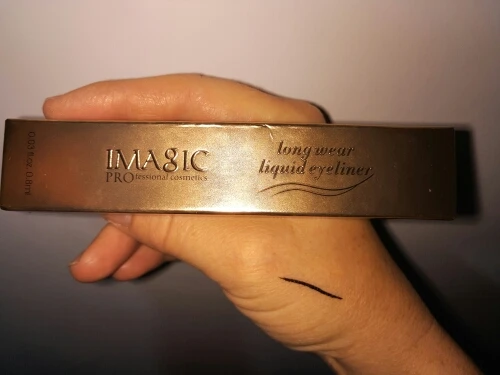 IMAGIC
PROfessional cosmetics
long wear
liquid eyeliner